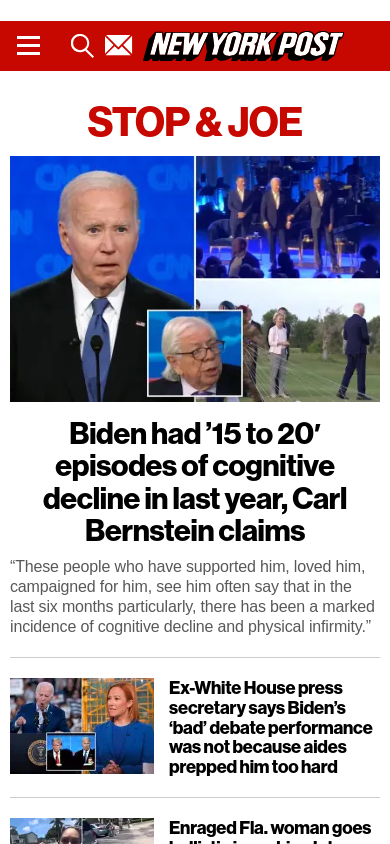 NEW YORK POST
STOP & JOE
Biden had ’15 to 20′
episodes of cognitive
decline in last year, Carl
Bernstein claims
“These people who have supported him, loved him,
campaigned for him, see him often say that in the
last six months particularly, there has been a marked
incidence of cognitive decline and physical infirmity.”
Ex-White House press
secretary says Biden’s
‘bad’ debate performance
was not because aides
prepped him too hard
Enraged Fla. woman goes